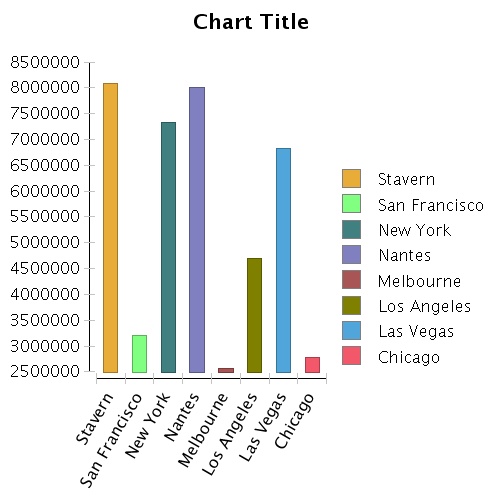 Chart Title
8500000
8000000
7500000
7000000
6500000
6000000
5500000
5000000
4500000
4000000
3500000
3000000
2500000
Stavern
San Francisco
New York
Nantes
Melbourne
Los Angeles
Las Vegas
Chicago
Stavern
San Francisco
New York
Nantes
Melbourne
Los Angeles
Las Vegas
Chicago